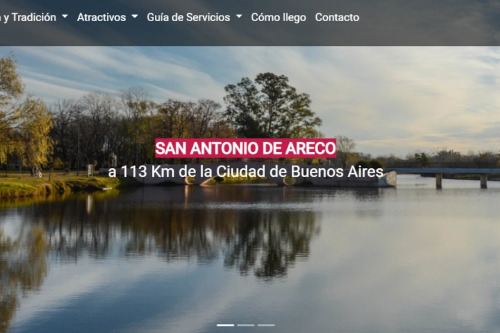 y Tradición Atractivos Guía de Servicios Cómo llego Contacto
SAN ANTONIO DE ARECO
a 113 Km de la Ciudad de Buenos Aires